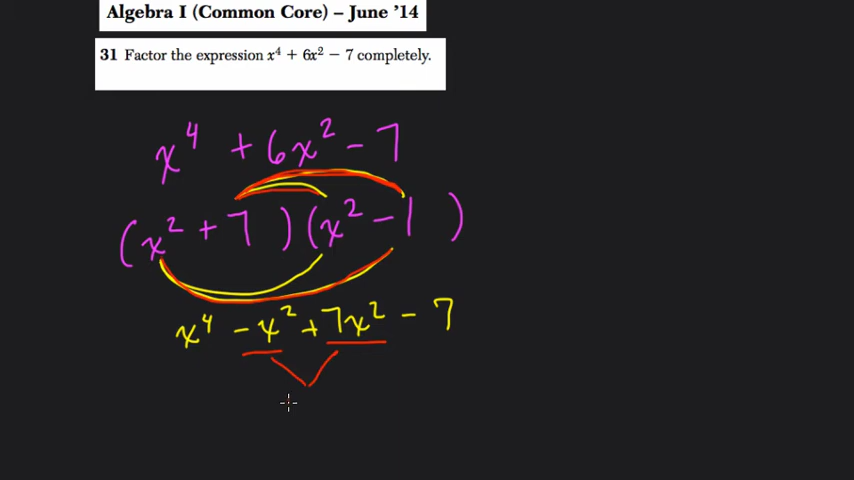 Algebra I (Common Core) – June ’14
31 Factor the expression x⁴ + 6x² − 7 completely.
x⁴ + 6x² − 7
(x² + 7)(x² − 1)
x⁴ − x² + 7x² − 7